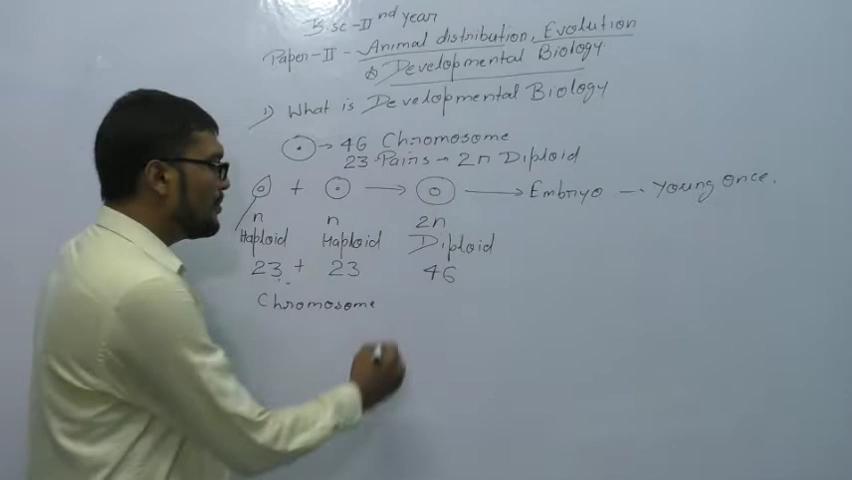 B.sc-IInd year
Paper-II - Animal distribution, Evolution
& Developmental Biology
1) What is Developmental Biology
→ 46 Chromosome
23 Pairs → 2n Diploid
+ → → Embryo → Young once.
n n 2n
Haploid Haploid Diploid
23 + 23 46
Chromosome